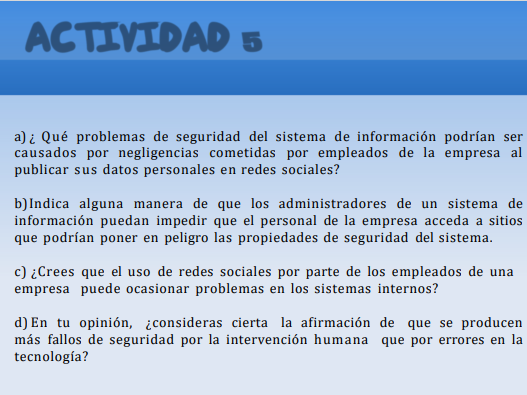 ACTIVIDAD 5
a) ¿ Qué problemas de seguridad del sistema de información podrían ser
causados por negligencias cometidas por empleados de la empresa al
publicar sus datos personales en redes sociales?
b)Indica alguna manera de que los administradores de un sistema de
información puedan impedir que el personal de la empresa acceda a sitios
que podrían poner en peligro las propiedades de seguridad del sistema.
c) ¿Crees que el uso de redes sociales por parte de los empleados de una
empresa puede ocasionar problemas en los sistemas internos?
d) En tu opinión, ¿consideras cierta la afirmación de que se producen
más fallos de seguridad por la intervención humana que por errores en la
tecnología?